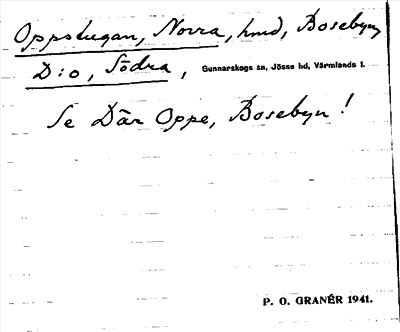 Oppstugan, Norra, hmd, Bosebyn,
D:o, Södra, Gunnarskogs sn, Jösse hd, Värmlands l.
Se Där Oppe, Bosebyn!
P. O. GRANÉR 1941.